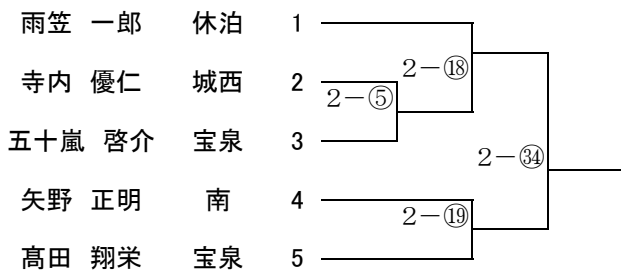 雨笠 一郎 休泊 1
2－⑱
寺内 優仁 城西 2
2－⑤
五十嵐 啓介 宝泉 3
2－㉞
矢野 正明 南 4
2－⑲
髙田 翔栄 宝泉 5